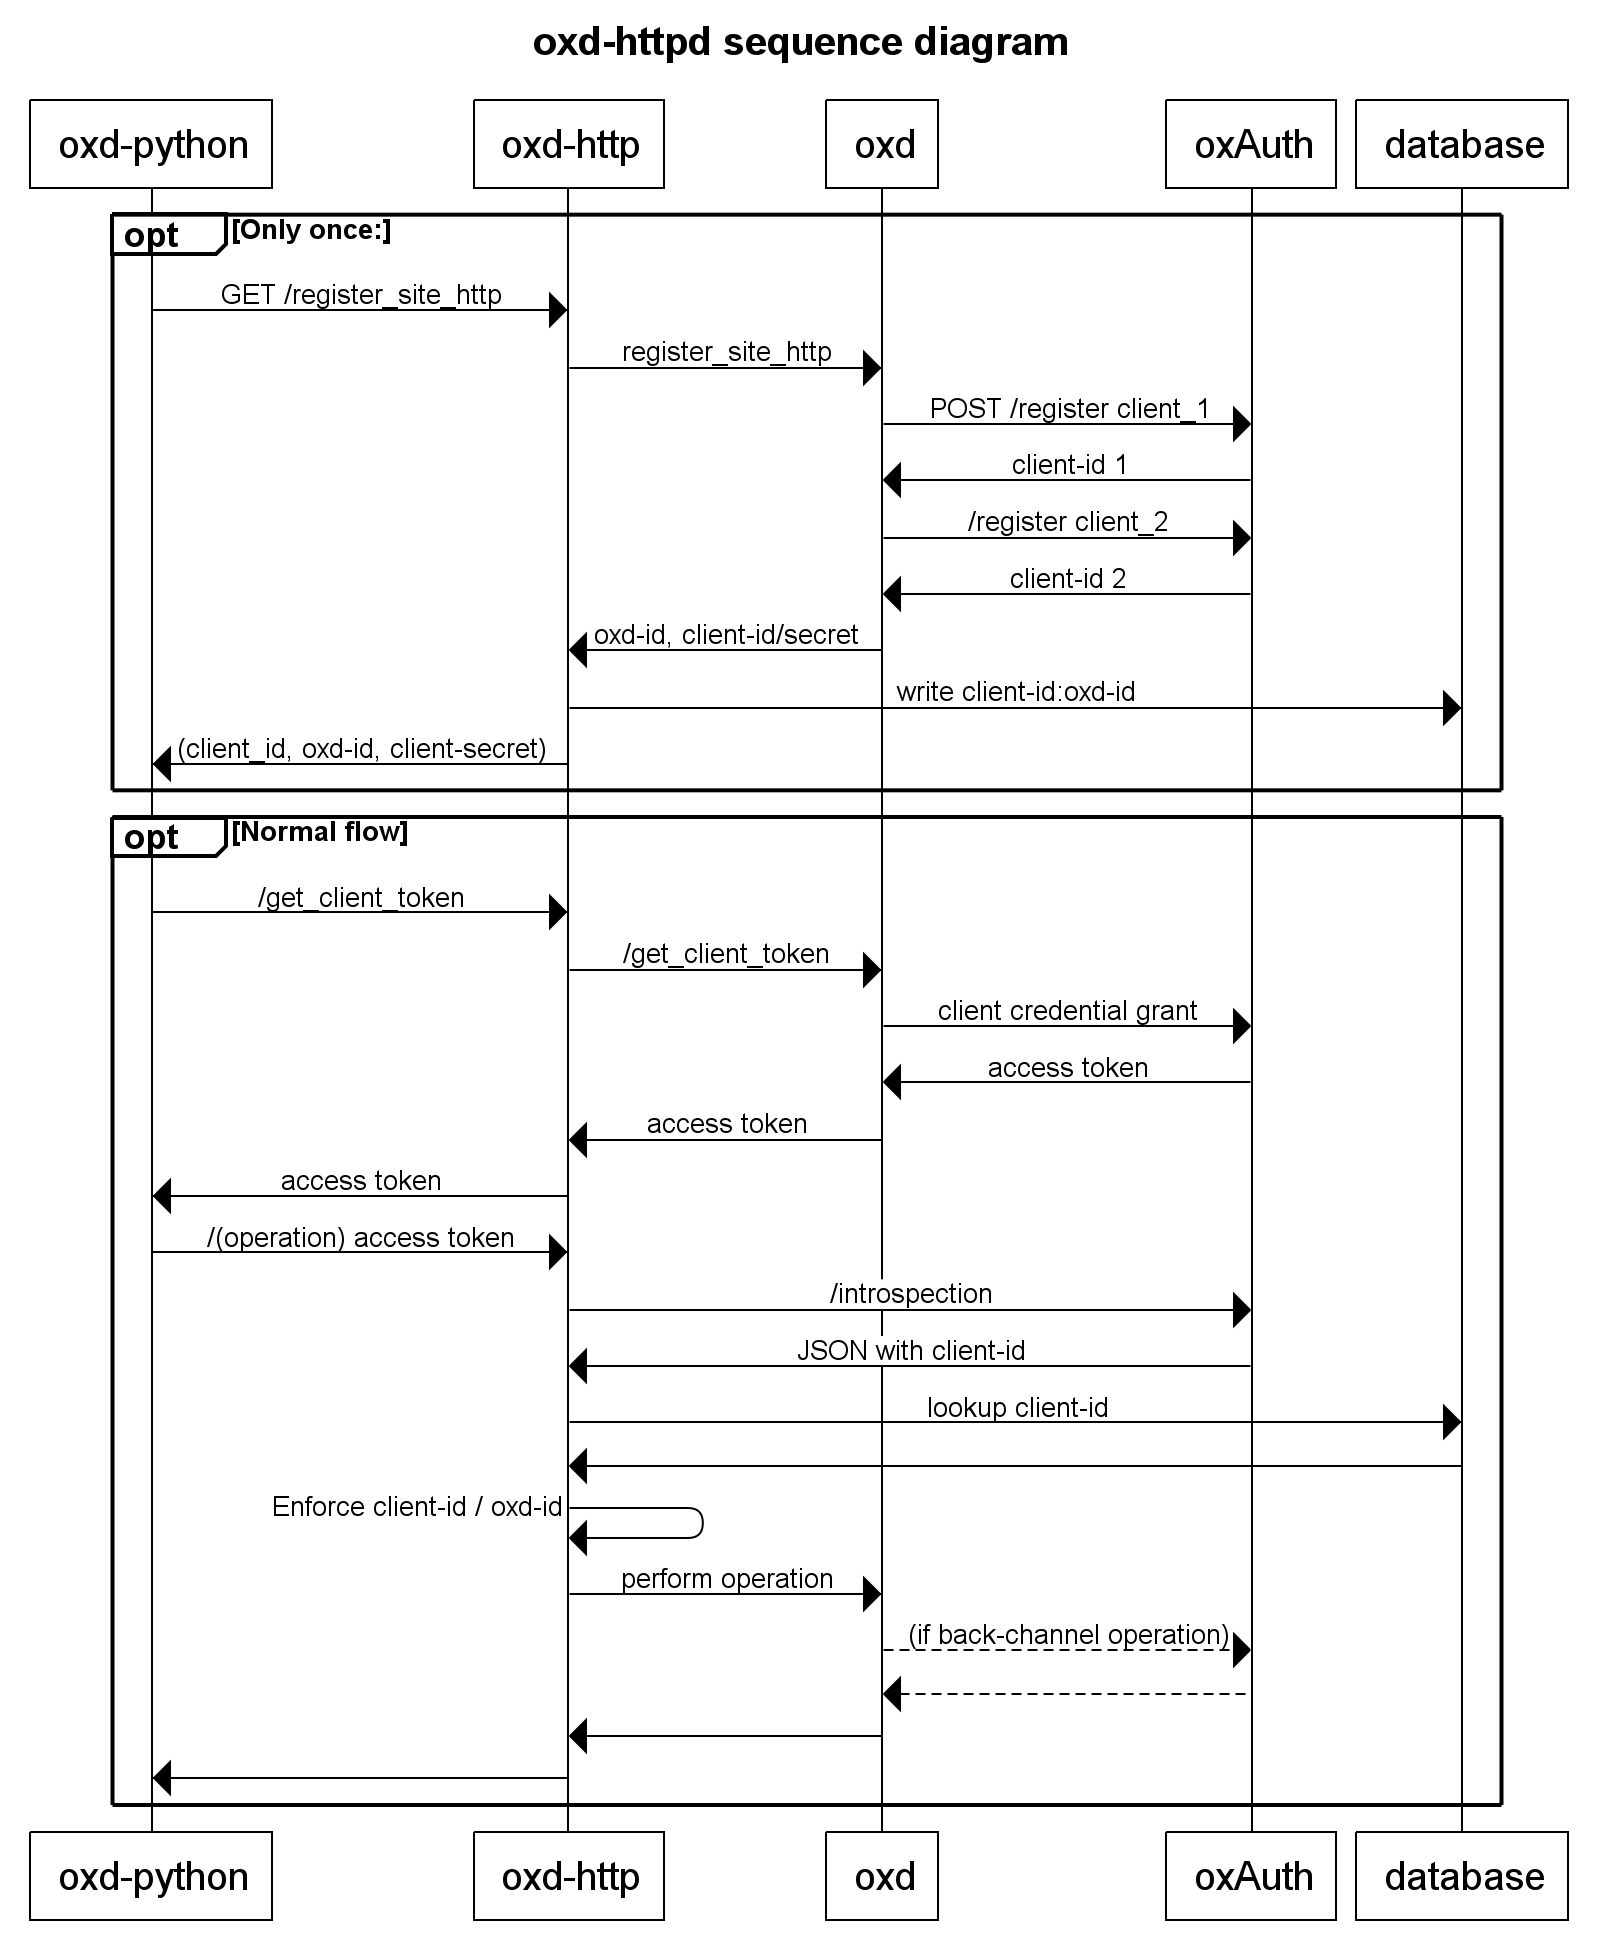 oxd-httpd sequence diagram
oxd-python
oxd-http
oxd
oxAuth
database
opt
[Only once:]
GET /register_site_http
register_site_http
POST /register client_1
client-id 1
/register client_2
client-id 2
oxd-id, client-id/secret
write client-id:oxd-id
(client_id, oxd-id, client-secret)
opt
[Normal flow]
/get_client_token
/get_client_token
client credential grant
access token
access token
access token
/(operation) access token
/introspection
JSON with client-id
lookup client-id
Enforce client-id / oxd-id
perform operation
(if back-channel operation)
oxd-python
oxd-http
oxd
oxAuth
database